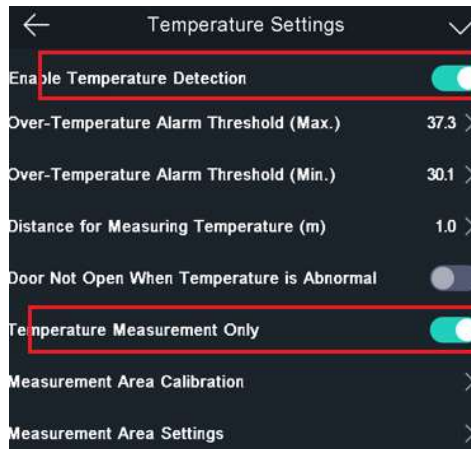 Temperature Settings
Enable Temperature Detection
Over-Temperature Alarm Threshold (Max.) 37.3
Over-Temperature Alarm Threshold (Min.) 30.1
Distance for Measuring Temperature (m) 1.0
Door Not Open When Temperature is Abnormal
Temperature Measurement Only
Measurement Area Calibration
Measurement Area Settings